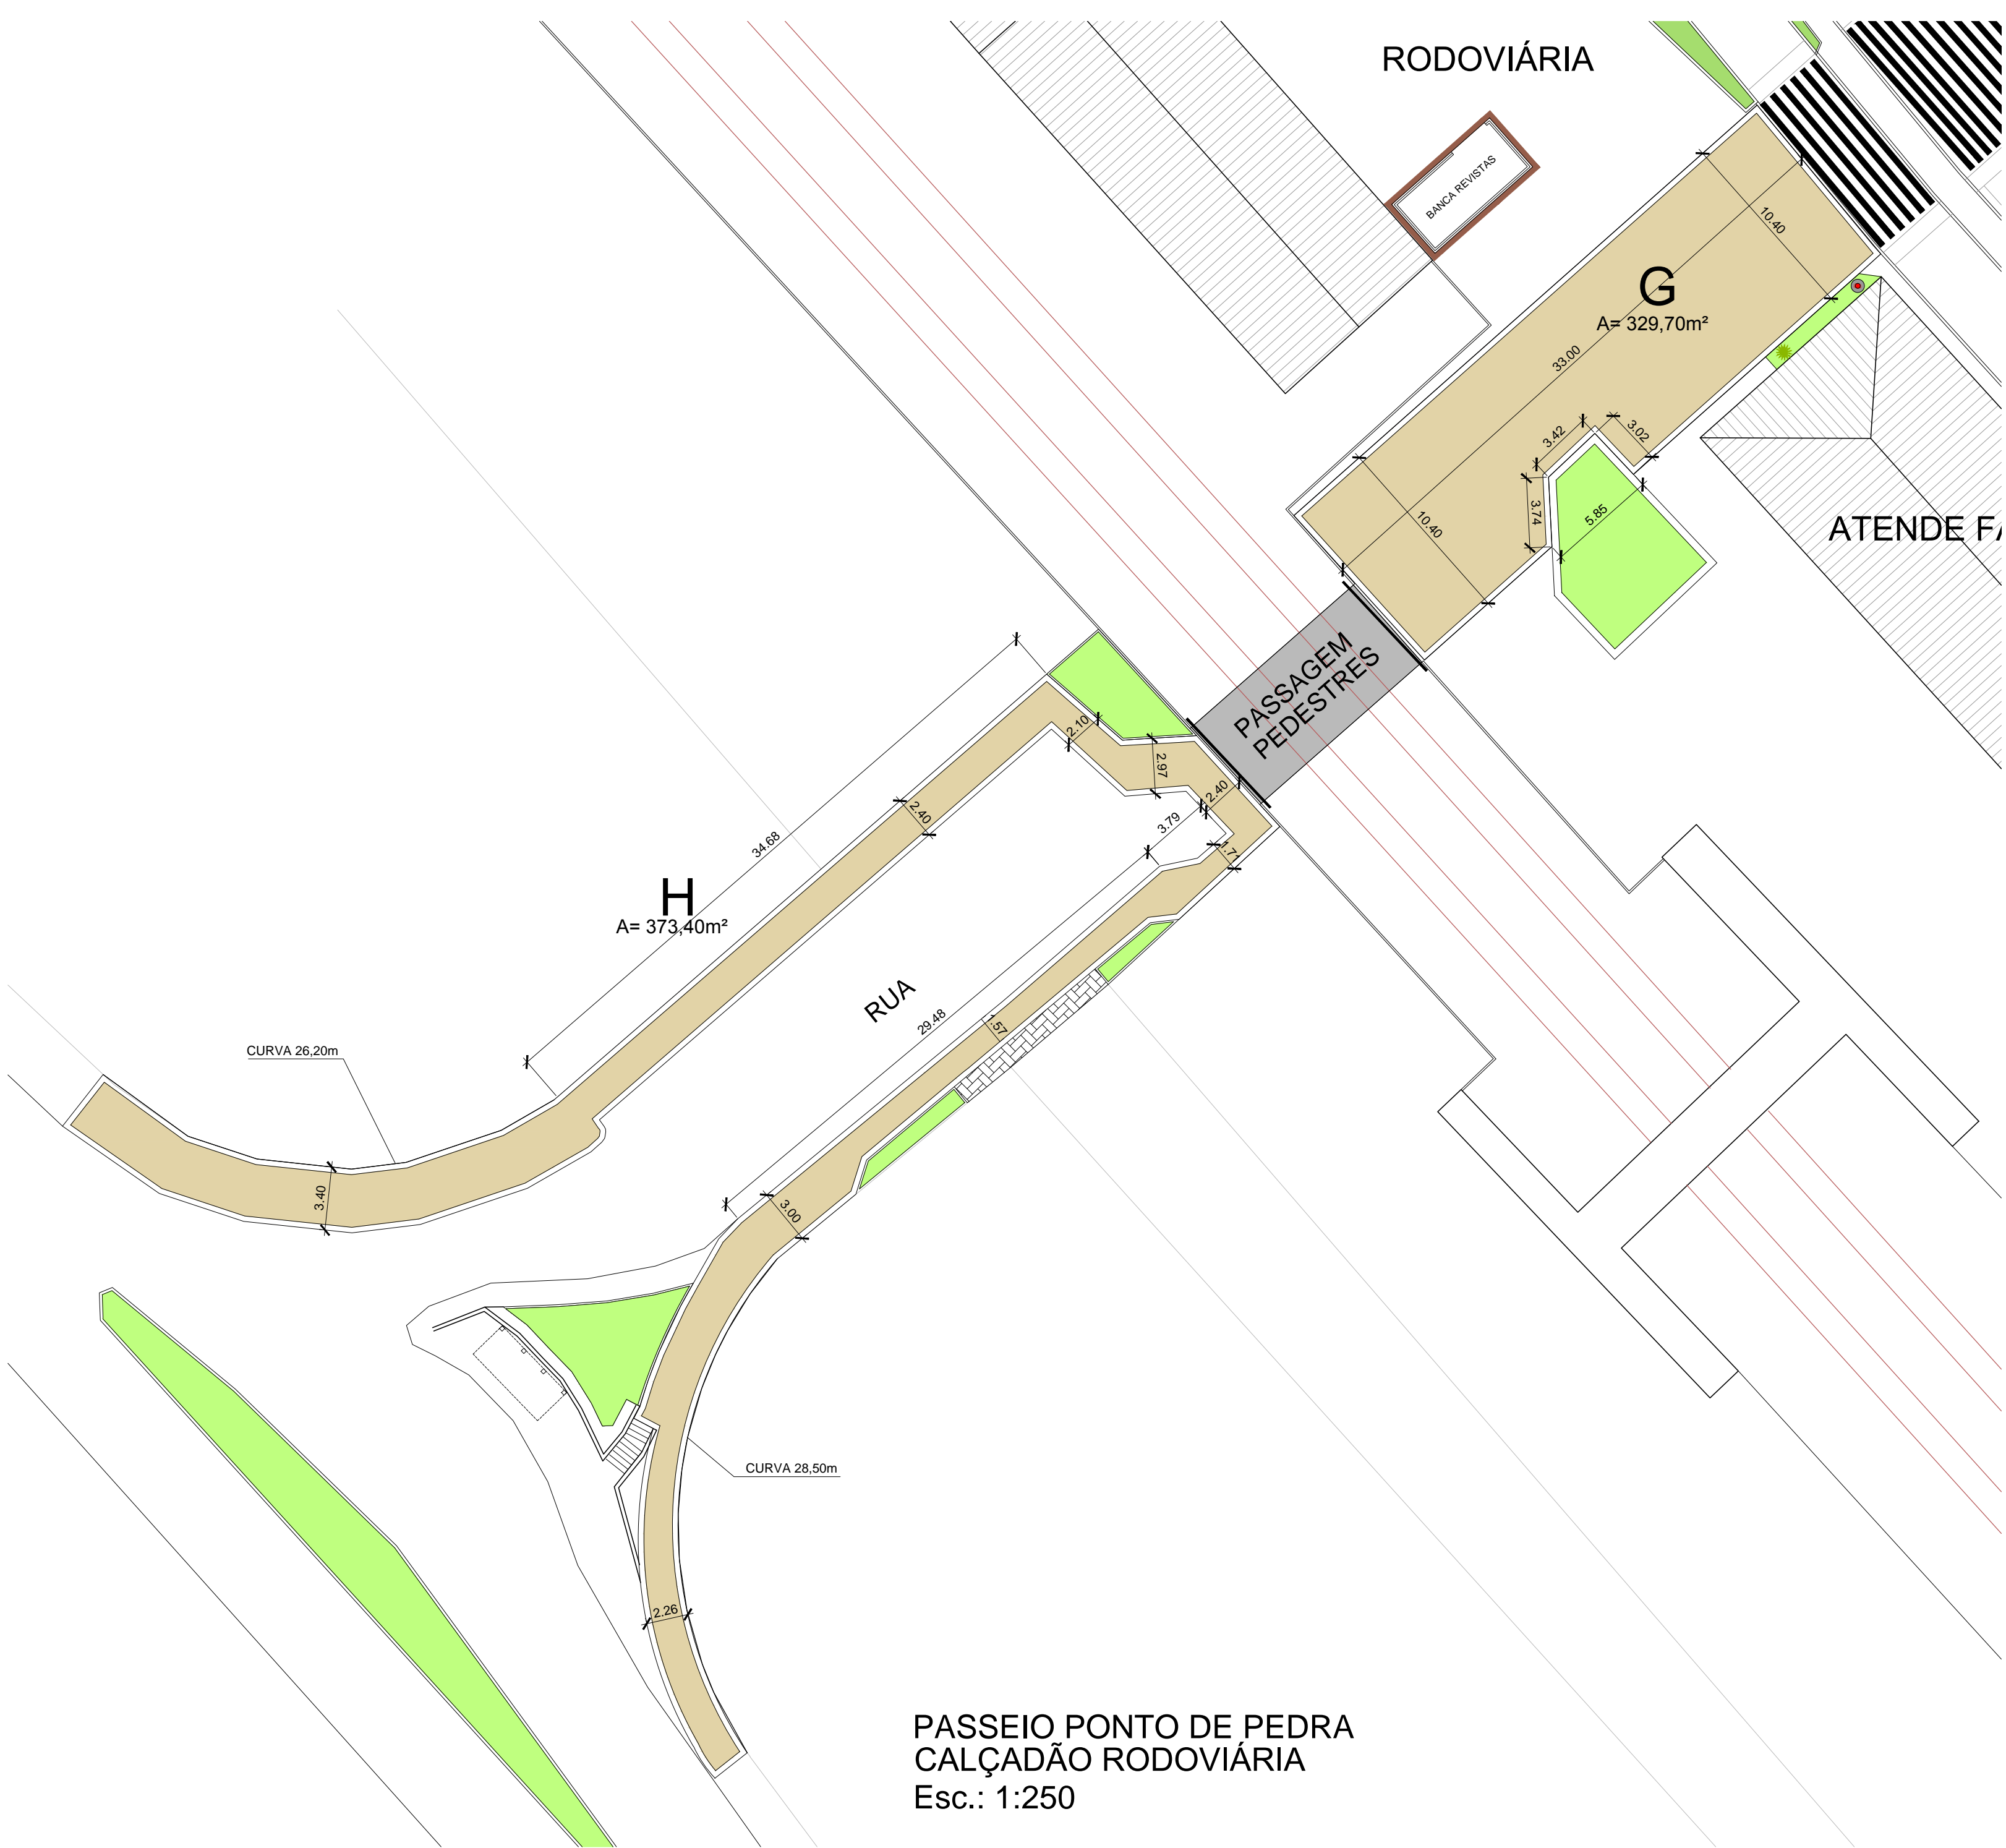 RODOVIÁRIA
BANCA REVISTAS
10.40
G
A= 329,70m²
33.00
3.42
3.02
3.74
5.85
10.40
ATENDE FA
PASSAGEM
PEDESTRES
2.10
2.97
2.40
2.40
3.79
1.71
34.68
H
A= 373,40m²
RUA
29.48
1.57
CURVA 26,20m
3.40
3.00
CURVA 28,50m
2.26
PASSEIO PONTO DE PEDRA
CALÇADÃO RODOVIÁRIA
Esc.: 1:250